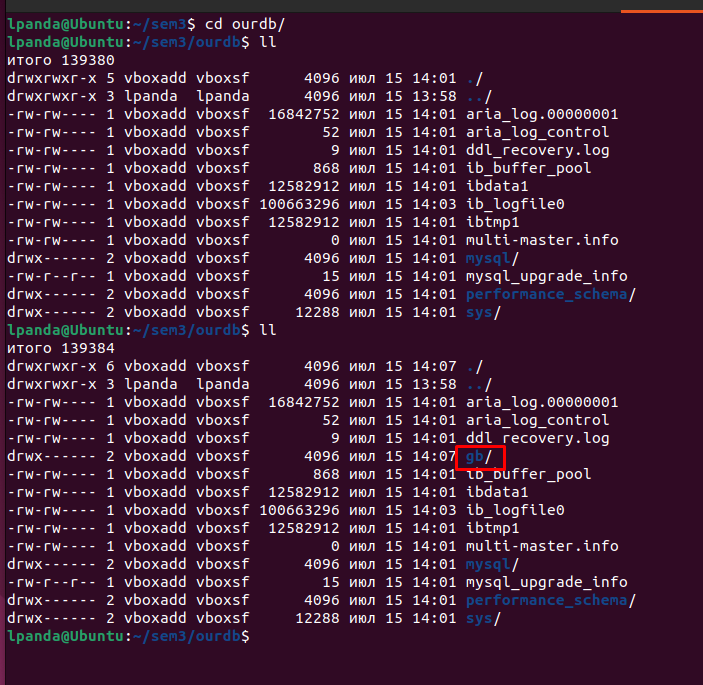 lpanda@Ubuntu:~/sem3$ cd ourdb/
lpanda@Ubuntu:~/sem3/ourdb$ ll
итого 139380
drwxrwxr-x 5 vboxadd vboxsf      4096 июл 15 14:01 ./
drwxrwxr-x 3 lpanda  lpanda      4096 июл 15 13:58 ../
-rw-rw---- 1 vboxadd vboxsf  16842752 июл 15 14:01 aria_log.00000001
-rw-rw---- 1 vboxadd vboxsf        52 июл 15 14:01 aria_log_control
-rw-rw---- 1 vboxadd vboxsf         9 июл 15 14:01 ddl_recovery.log
-rw-rw---- 1 vboxadd vboxsf       868 июл 15 14:01 ib_buffer_pool
-rw-rw---- 1 vboxadd vboxsf  12582912 июл 15 14:01 ibdata1
-rw-rw---- 1 vboxadd vboxsf 100663296 июл 15 14:03 ib_logfile0
-rw-rw---- 1 vboxadd vboxsf  12582912 июл 15 14:01 ibtmp1
-rw-rw---- 1 vboxadd vboxsf         0 июл 15 14:01 multi-master.info
drwx------ 2 vboxadd vboxsf      4096 июл 15 14:01 mysql/
-rw-r--r-- 1 vboxadd vboxsf        15 июл 15 14:01 mysql_upgrade_info
drwx------ 2 vboxadd vboxsf      4096 июл 15 14:01 performance_schema/
drwx------ 2 vboxadd vboxsf     12288 июл 15 14:01 sys/
lpanda@Ubuntu:~/sem3/ourdb$ ll
итого 139384
drwxrwxr-x 6 vboxadd vboxsf      4096 июл 15 14:07 ./
drwxrwxr-x 3 lpanda  lpanda      4096 июл 15 13:58 ../
-rw-rw---- 1 vboxadd vboxsf  16842752 июл 15 14:01 aria_log.00000001
-rw-rw---- 1 vboxadd vboxsf        52 июл 15 14:01 aria_log_control
-rw-rw---- 1 vboxadd vboxsf         9 июл 15 14:01 ddl_recovery.log
drwx------ 2 vboxadd vboxsf      4096 июл 15 14:07 gb/
-rw-rw---- 1 vboxadd vboxsf       868 июл 15 14:01 ib_buffer_pool
-rw-rw---- 1 vboxadd vboxsf  12582912 июл 15 14:01 ibdata1
-rw-rw---- 1 vboxadd vboxsf 100663296 июл 15 14:03 ib_logfile0
-rw-rw---- 1 vboxadd vboxsf  12582912 июл 15 14:01 ibtmp1
-rw-rw---- 1 vboxadd vboxsf         0 июл 15 14:01 multi-master.info
drwx------ 2 vboxadd vboxsf      4096 июл 15 14:01 mysql/
-rw-r--r-- 1 vboxadd vboxsf        15 июл 15 14:01 mysql_upgrade_info
drwx------ 2 vboxadd vboxsf      4096 июл 15 14:01 performance_schema/
drwx------ 2 vboxadd vboxsf     12288 июл 15 14:01 sys/
lpanda@Ubuntu:~/sem3/ourdb$